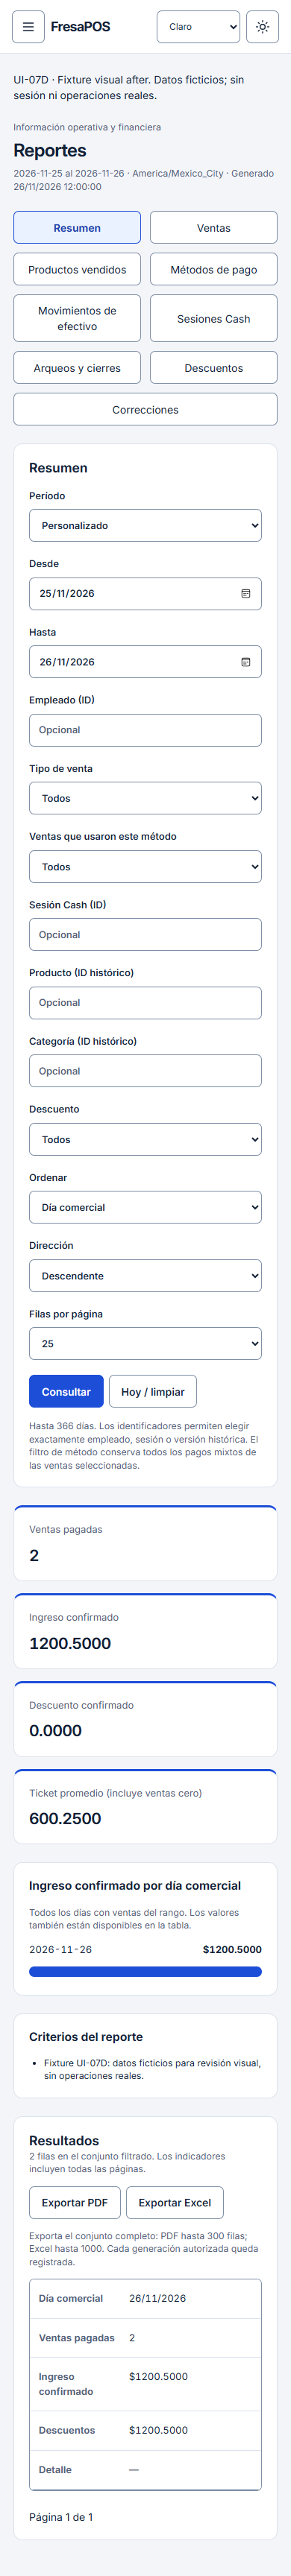 FresaPOS
Claro
UI-07D · Fixture visual after. Datos ficticios; sin
sesión ni operaciones reales.
Información operativa y financiera
Reportes
2026-11-25 al 2026-11-26 · America/Mexico_City · Generado
26/11/2026 12:00:00
Resumen
Ventas
Productos vendidos
Métodos de pago
Movimientos de
efectivo
Sesiones Cash
Arqueos y cierres
Descuentos
Correcciones
Resumen
Período
Personalizado
Desde
25/11/2026
Hasta
26/11/2026
Empleado (ID)
Opcional
Tipo de venta
Todos
Ventas que usaron este método
Todos
Sesión Cash (ID)
Opcional
Producto (ID histórico)
Opcional
Categoría (ID histórico)
Opcional
Descuento
Todos
Ordenar
Día comercial
Dirección
Descendente
Filas por página
25
Consultar
Hoy / limpiar
Hasta 366 días. Los identificadores permiten elegir
exactamente empleado, sesión o versión histórica. El
filtro de método conserva todos los pagos mixtos de
las ventas seleccionadas.
Ventas pagadas
2
Ingreso confirmado
1200.5000
Descuento confirmado
0.0000
Ticket promedio (incluye ventas cero)
600.2500
Ingreso confirmado por día comercial
Todos los días con ventas del rango. Los valores
también están disponibles en la tabla.
2026-11-26 $1200.5000
Criterios del reporte
• Fixture UI-07D: datos ficticios para revisión visual,
sin operaciones reales.
Resultados
2 filas en el conjunto filtrado. Los indicadores
incluyen todas las páginas.
Exportar PDF
Exportar Excel
Exporta el conjunto completo: PDF hasta 300 filas;
Excel hasta 1000. Cada generación autorizada queda
registrada.
Día comercial 26/11/2026
Ventas pagadas 2
Ingreso $1200.5000
confirmado
Descuentos $1200.5000
Detalle —
Página 1 de 1